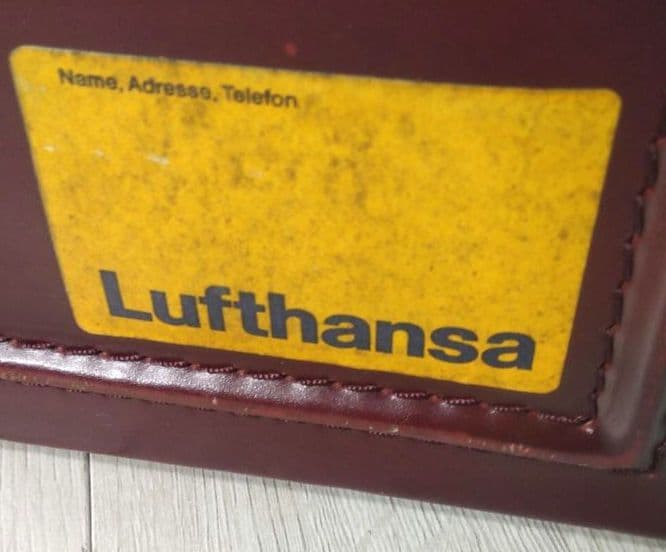 Name, Adresse, Telefon
Lufthansa